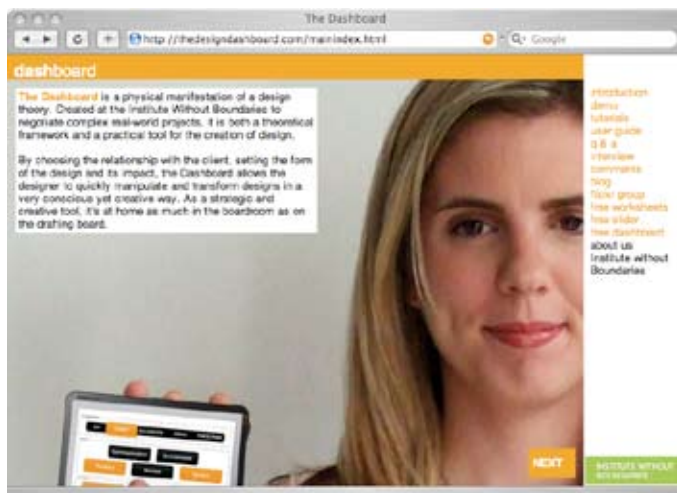 The Dashboard
http://thedesigndashboard.com/mainindex.html
Google
dashboard
The Dashboard is a physical manifestation of a design
theory. Created at the Institute Without Boundaries to
negotiate complex real-world projects, it is both a theoretical
framework and a practical tool for the creation of design.
By choosing the relationship with the client, setting the form
of the design and its impact, the Dashboard allows the
designer to quickly manipulate and transform designs in a
very conscious yet creative way. As a strategic and
creative tool, it's at home as much in the boardroom as on
the drafting board.
introduction
demo
tutorials
user guide
q & a
interview
comments
blog
flickr group
free worksheets
free slider
free dashboard
about us
Institute without
Boundaries
NEXT
INSTITUTE WITHOUT
BOUNDARIES